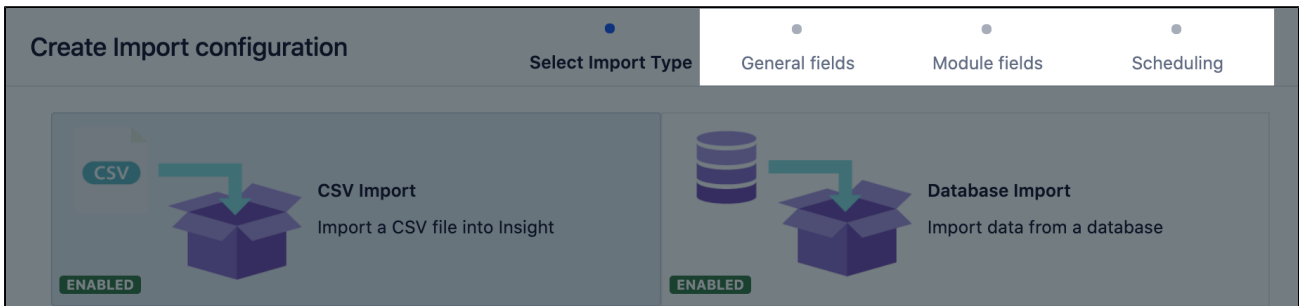 Create Import configuration
Select Import Type
General fields
Module fields
Scheduling
CSV
CSV Import
Import a CSV file into Insight
ENABLED
Database Import
Import data from a database
ENABLED